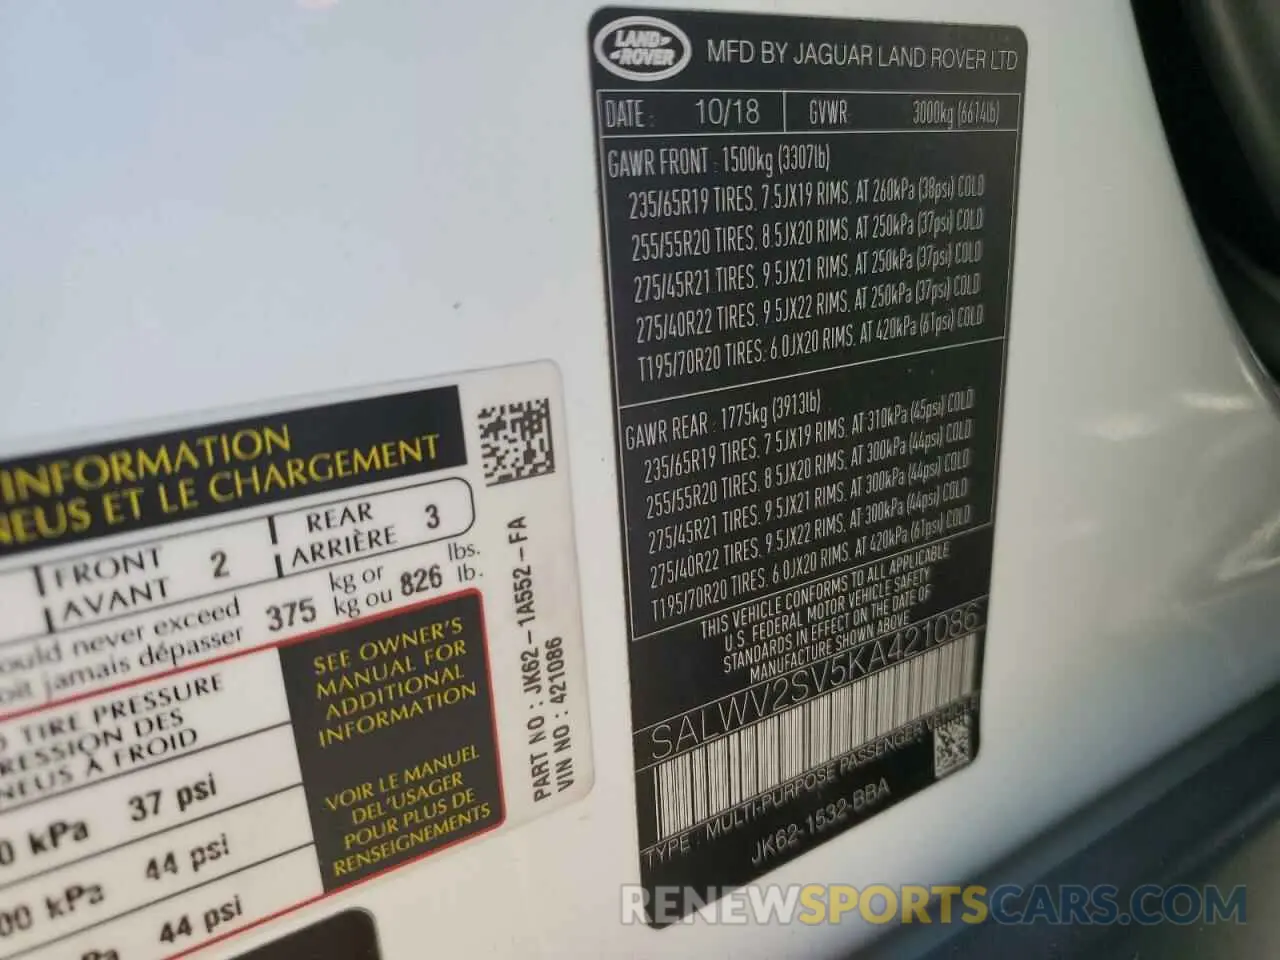 LAND ROVER
MFD BY JAGUAR LAND ROVER LTD
DATE: 10/18 GVWR 3000kg (6614lb)
GAWR FRONT : 1500kg (3307lb)
235/65R19 TIRES, 7.5JX19 RIMS, AT 260kPa (38psi) COLD
255/55R20 TIRES, 8.5JX20 RIMS, AT 250kPa (37psi) COLD
275/45R21 TIRES, 9.5JX21 RIMS, AT 250kPa (37psi) COLD
275/40R22 TIRES, 9.5JX22 RIMS, AT 250kPa (37psi) COLD
T195/70R20 TIRES, 6.0JX20 RIMS, AT 420kPa (61psi) COLD
GAWR REAR : 1775kg (3913lb)
235/65R19 TIRES, 7.5JX19 RIMS, AT 310kPa (45psi) COLD
255/55R20 TIRES, 8.5JX20 RIMS, AT 300kPa (44psi) COLD
275/45R21 TIRES, 9.5JX21 RIMS, AT 300kPa (44psi) COLD
275/40R22 TIRES, 9.5JX22 RIMS, AT 300kPa (44psi) COLD
T195/70R20 TIRES, 6.0JX20 RIMS, AT 420kPa (61psi) COLD
THIS VEHICLE CONFORMS TO ALL APPLICABLE
U.S. FEDERAL MOTOR VEHICLE SAFETY
STANDARDS IN EFFECT ON THE DATE OF
MANUFACTURE SHOWN ABOVE
SALWV2SV5KA421086
TYPE : MULTI-PURPOSE PASSENGER VEHICLE
JK62-1532-BBA
INFORMATION
NEUS ET LE CHARGEMENT
FRONT 2 REAR 3
AVANT ARRIÈRE
ould never exceed 375 kg or 826 lbs.
oit jamais dépasser kg ou lb.
TIRE PRESSURE
RESSION DES
NEUS À FROID
0 kPa 37 psi
00 kPa 44 psi
44 psi
SEE OWNER'S
MANUAL FOR
ADDITIONAL
INFORMATION
VOIR LE MANUEL
DEL'USAGER
POUR PLUS DE
RENSEIGNEMENTS
PART NO : JK62-1A552-FA
VIN NO : 421086
RENEWSPORTSCARS.COM